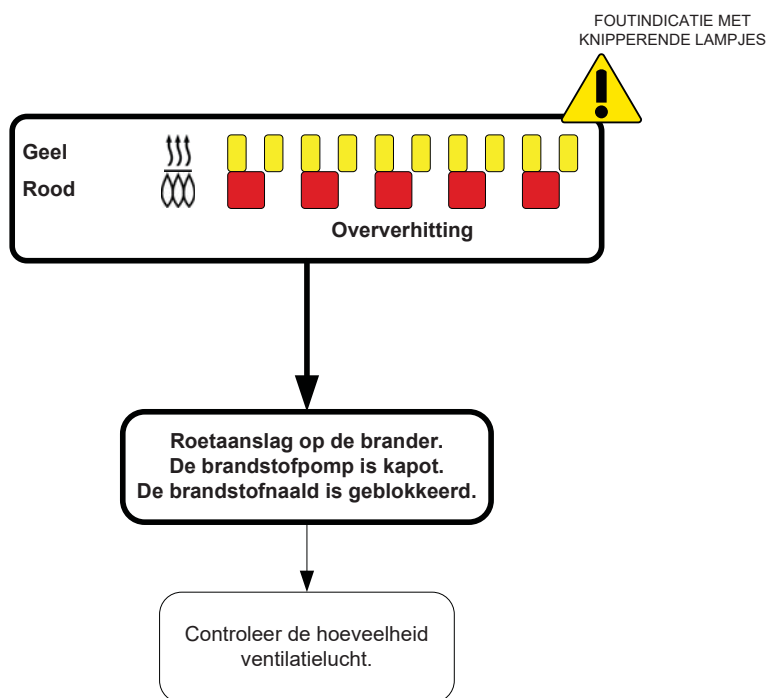 FOUTINDICATIE MET
KNIPPERENDE LAMPJES
Geel
Rood
Oververhitting
Roetaanslag op de brander.
De brandstofpomp is kapot.
De brandstofnaald is geblokkeerd.
Controleer de hoeveelheid
ventilatielucht.